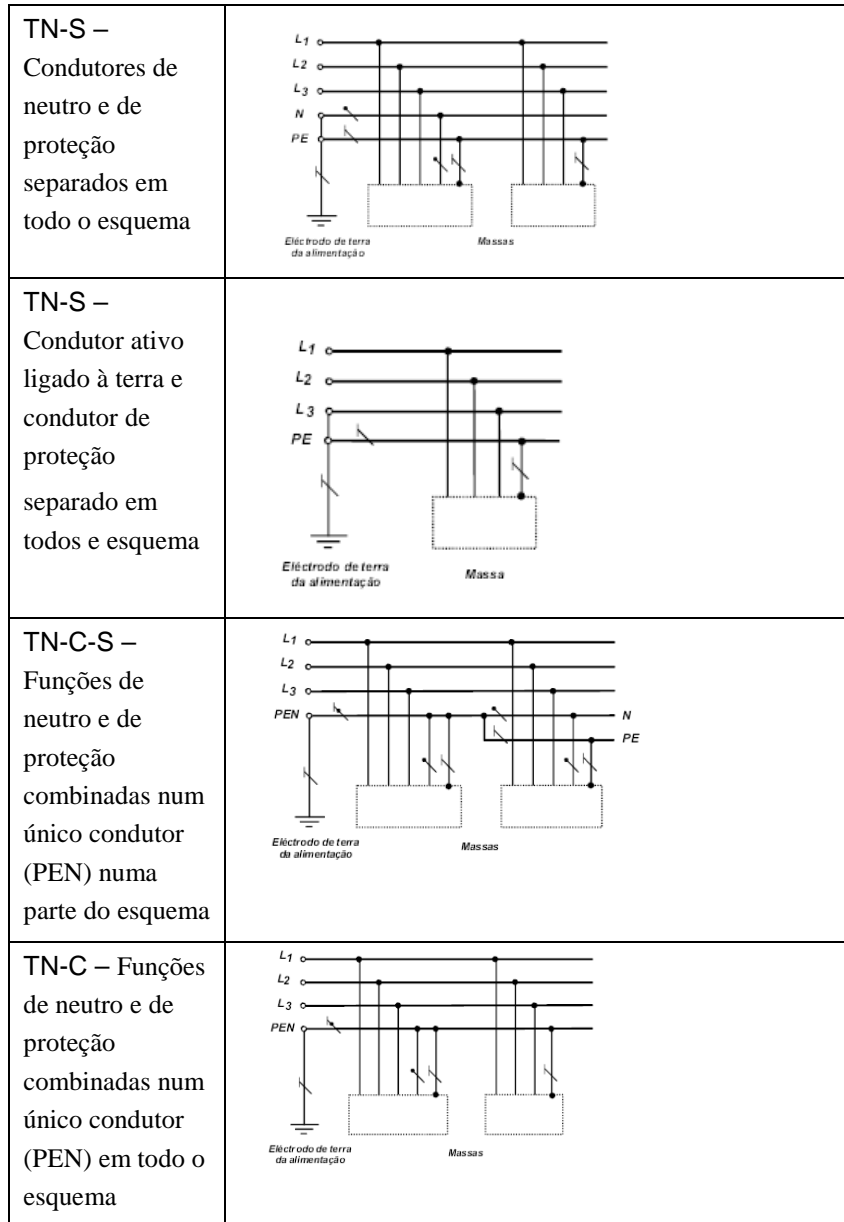 TN-S –
Condutores de
neutro e de
proteção
separados em
todo o esquema
L1
L2
L3
N
PE
Eléctrodo de terra
da alimentação
Massas
TN-S –
Condutor ativo
ligado à terra e
condutor de
proteção
separado em
todos e esquema
L1
L2
L3
PE
Eléctrodo de terra
da alimentação
Massa
TN-C-S –
Funções de
neutro e de
proteção
combinadas num
único condutor
(PEN) numa
parte do esquema
L1
L2
L3
PEN
N
PE
Eléctrodo de terra
da alimentação
Massas
TN-C – Funções
de neutro e de
proteção
combinadas num
único condutor
(PEN) em todo o
esquema
L1
L2
L3
PEN
Eléctrodo de terra
da alimentação
Massas